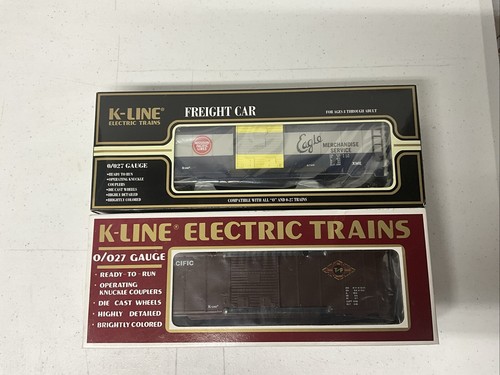 K-LINE®
ELECTRIC TRAINS
FREIGHT CAR
FOR AGES 8 THROUGH ADULT
O/027 GAUGE
•READY-TO-RUN
•OPERATING KNUCKLE
COUPLERS
•DIE CAST WHEELS
•HIGHLY DETAILED
•BRIGHTLY COLORED
Eagle
MERCHANDISE
SERVICE
COMPATIBLE WITH ALL "O" AND 0-27 TRAINS
K-LINE® ELECTRIC TRAINS
O/027 GAUGE
• READY-TO-RUN
• OPERATING
KNUCKLE COUPLERS
• DIE CAST WHEELS
• HIGHLY DETAILED
• BRIGHTLY COLORED
CIFIC